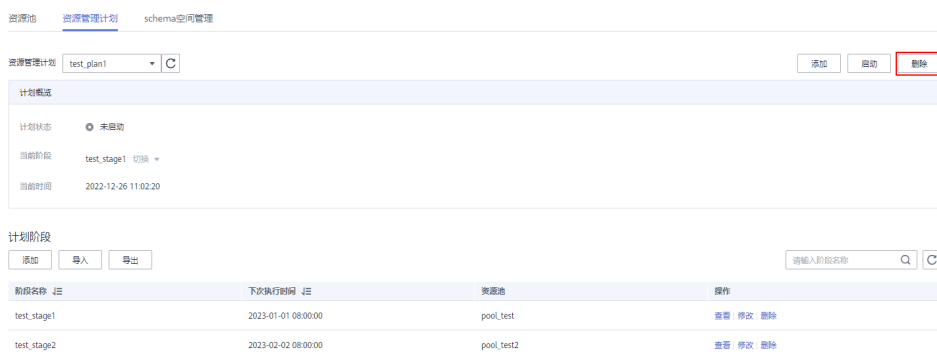 资源池 资源管理计划 schema空间管理
资源管理计划 test_plan1 添加 启动 删除
计划概览
计划状态 未启动
当前阶段 test_stage1 切换
当前时间 2022-12-26 11:02:20
计划阶段
添加 导入 导出 请输入阶段名称
阶段名称 下次执行时间 资源池 操作
test_stage1 2023-01-01 08:00:00 pool_test 查看 修改 删除
test_stage2 2023-02-02 08:00:00 pool_test2 查看 修改 删除